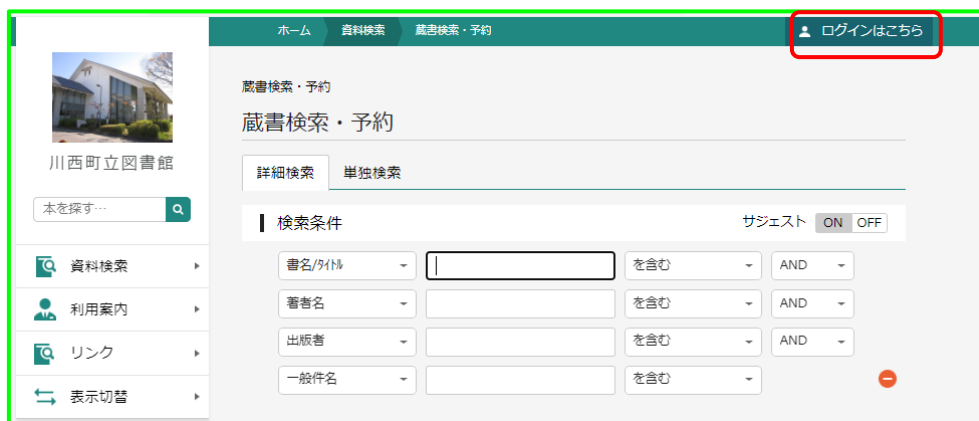 ホーム 資料検索 蔵書検索・予約 ログインはこちら
川西町立図書館
本を探す…
資料検索
利用案内
リンク
表示切替
蔵書検索・予約
蔵書検索・予約
詳細検索 単独検索
検索条件 サジェスト ON OFF
書名/ﾀｲﾄﾙ を含む AND
著者名 を含む AND
出版者 を含む AND
一般件名 を含む